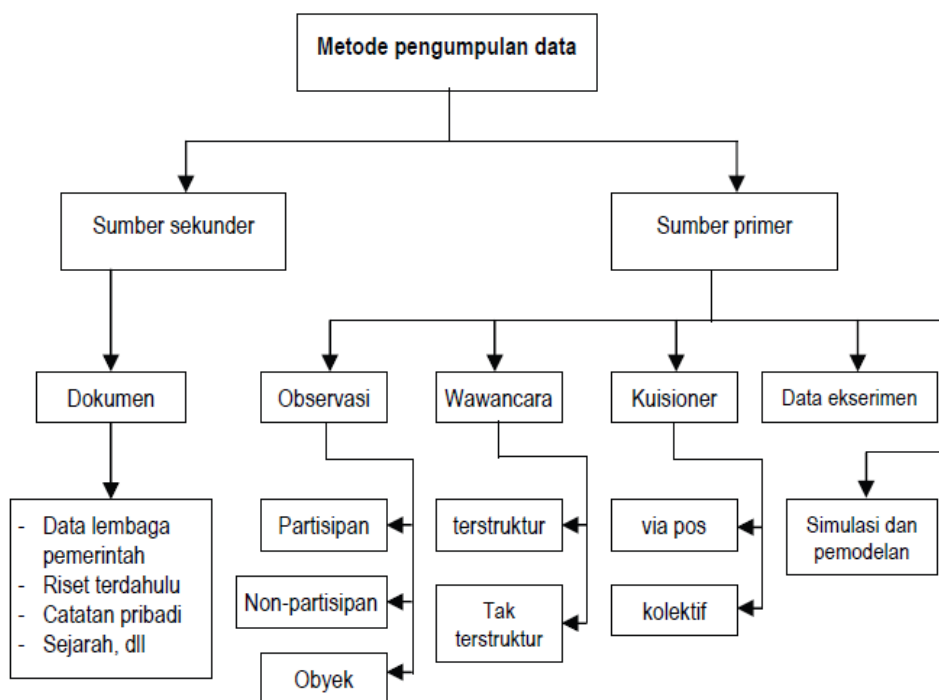 Metode pengumpulan data
Sumber sekunder
Sumber primer
Dokumen
Observasi
Wawancara
Kuisioner
Data ekserimen
- Data lembaga
pemerintah
- Riset terdahulu
- Catatan pribadi
- Sejarah, dll
Partisipan
Non-partisipan
Obyek
terstruktur
Tak
terstruktur
via pos
kolektif
Simulasi dan
pemodelan